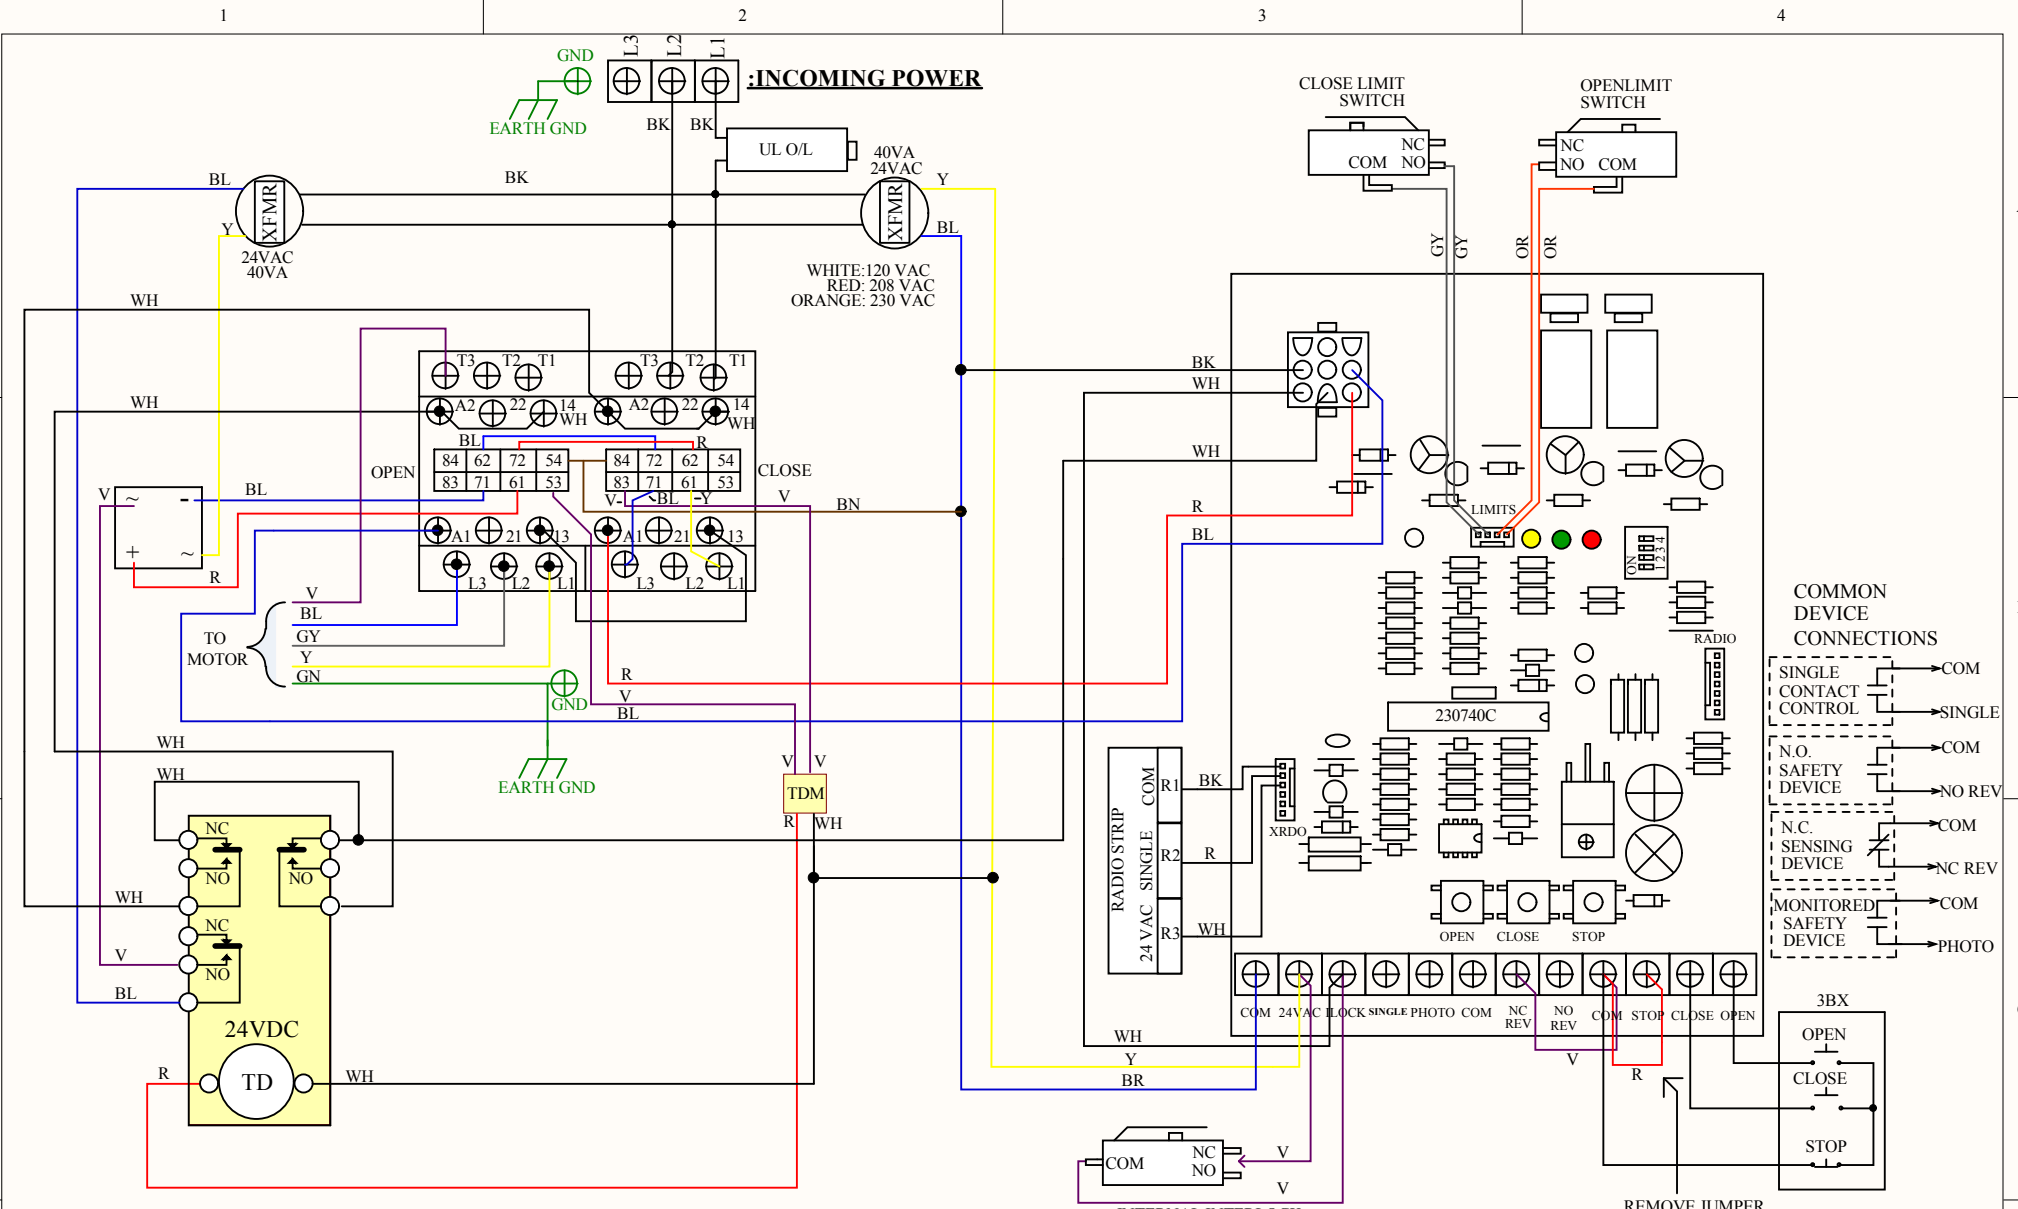 1
2
3
4
GND
EARTH GND
L3
L2
L1
:INCOMING POWER
BK
BK
UL O/L
40VA
24VAC
CLOSE LIMIT
SWITCH
NC
COM NO
OPENLIMIT
SWITCH
NC
NO COM
BL
XFMR
Y
24VAC
40VA
BK
XFMR
Y
BL
WHITE:120 VAC
RED: 208 VAC
ORANGE: 230 VAC
GY
GY
OR
OR
WH
WH
T3 T2 T1
T3 T2 T1
A2 22 14
WH
A2 22 14
WH
BL
R
OPEN
84 62 72 54
83 71 61 53
84 72 62 54
83 71 61 53
CLOSE
V- BL -Y
V
BN
A1 21 13
A1 21 13
L3 L2 L1
L3 L2 L1
V
~ -
+ ~
BL
R
TO
MOTOR
V
BL
GY
Y
GN
GND
EARTH GND
R
V
BL
BK
WH
WH
R
BL
LIMITS
ON
1 2 3 4
RADIO
230740C
XRDO
RADIO STRIP
COM
SINGLE
24 VAC
R1
R2
R3
BK
R
WH
OPEN
CLOSE
STOP
COM
24VAC
ILOCK
SINGLE
PHOTO
COM
NC
REV
NO
REV
COM
STOP
CLOSE
OPEN
COMMON
DEVICE
CONNECTIONS
SINGLE
CONTACT
CONTROL
COM
SINGLE
N.O.
SAFETY
DEVICE
COM
NO REV
N.C.
SENSING
DEVICE
COM
NC REV
MONITORED
SAFETY
DEVICE
COM
PHOTO
WH
WH
V V
TDM
R WH
NC
NO
NO
WH
NC
NO
V
BL
24VDC
TD
R
WH
WH
Y
BR
V
R
3BX
OPEN
CLOSE
STOP
COM
NC
NO
V
V
REMOVE JUMPER